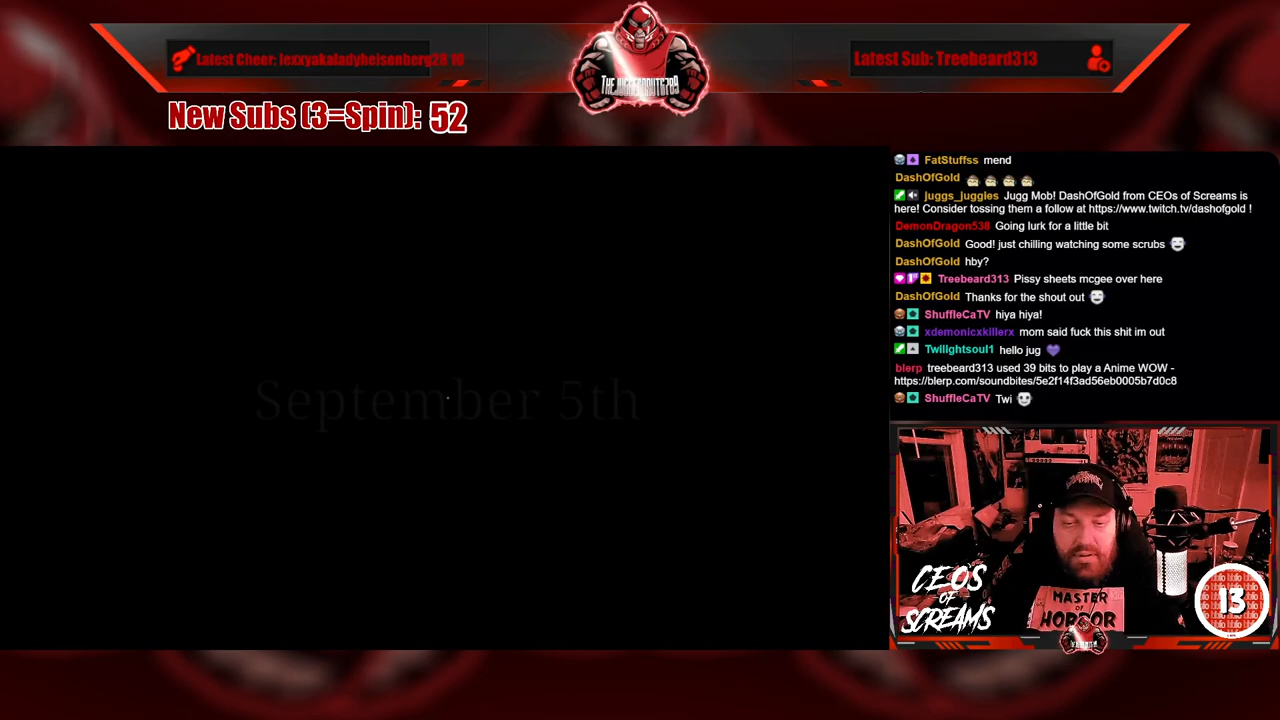 Latest Cheer: lexxyakaladyheisenberg28 10
THEJUGGERNAUT6789
Latest Sub: Treebeard313
New Subs (3=Spin): 52
FatStuffss mend
DashOfGold
juggs_juggles Jugg Mob! DashOfGold from CEOs of Screams is
here! Consider tossing them a follow at https://www.twitch.tv/dashofgold !
DemonDragon538 Going lurk for a little bit
DashOfGold Good! just chilling watching some scrubs
DashOfGold hby?
Treebeard313 Pissy sheets mcgee over here
DashOfGold Thanks for the shout out
ShuffleCaTV hiya hiya!
xdemonicxkillerx mom said fuck this shit im out
Twilightsoul1 hello jug
blerp treebeard313 used 39 bits to play a Anime WOW -
https://blerp.com/soundbites/5e2f14f3ad56eb0005b7d0c8
ShuffleCaTV Twi
September 5th
CEOS
OF
SCREAMS
MASTER
OF
HORROR
13